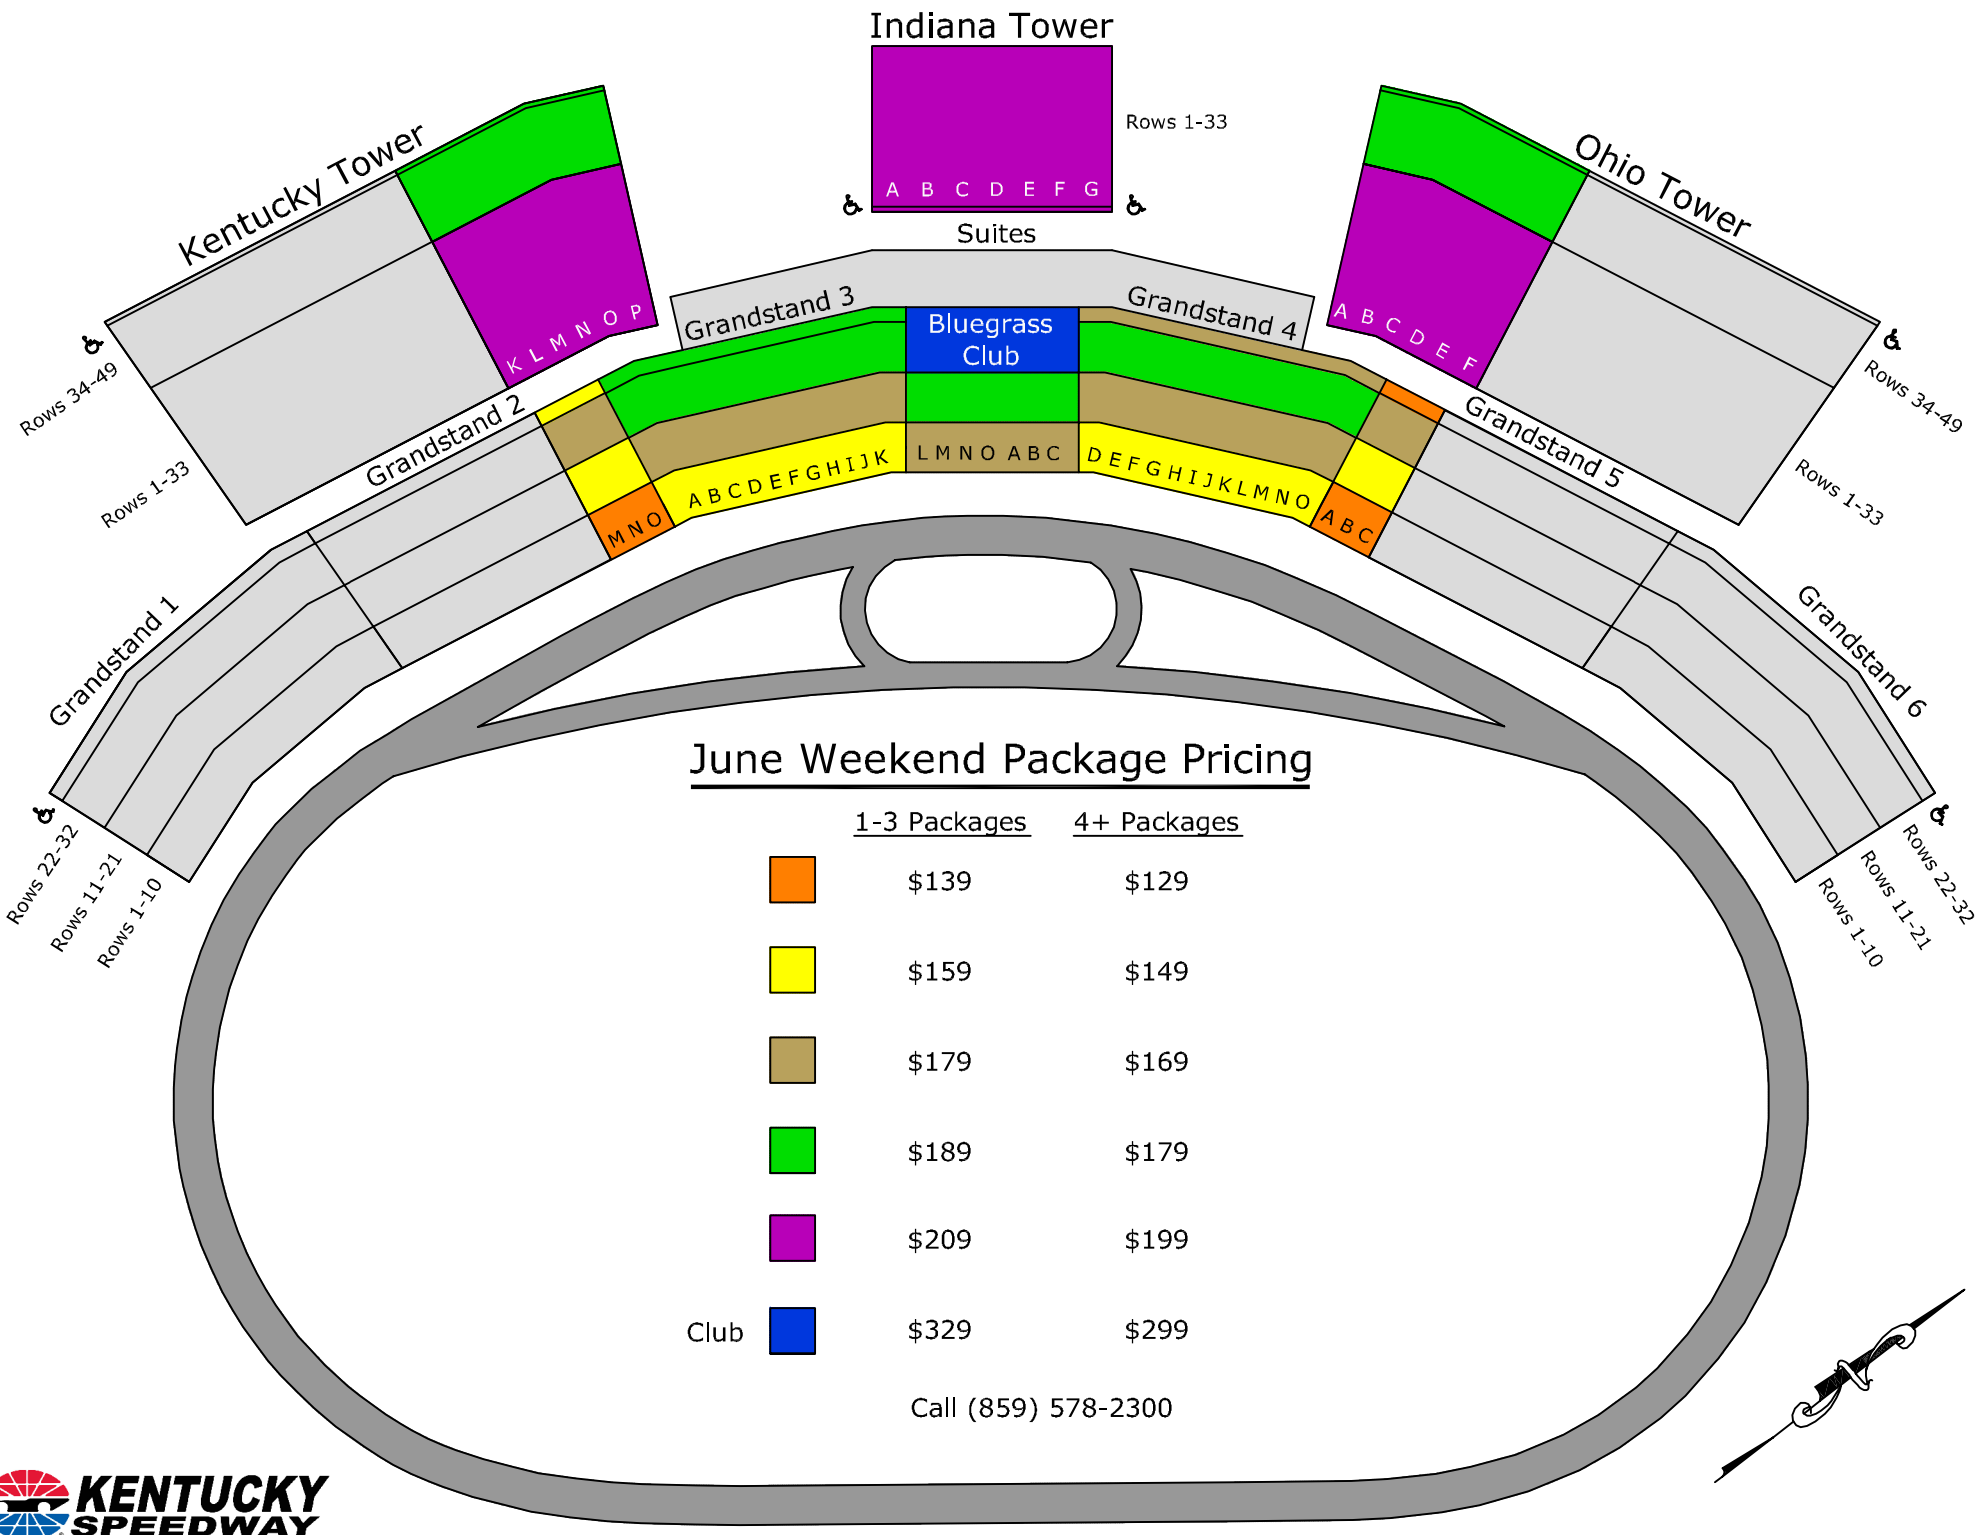 Indiana Tower
Rows 1-33
A B C D E F G
Suites
Kentucky Tower
K L M N O P
Rows 34-49
Rows 1-33
Ohio Tower
A B C D E F
Rows 34-49
Rows 1-33
Grandstand 3
Bluegrass
Club
Grandstand 4
Grandstand 2
Grandstand 5
M N O
A B C D E F G H I J K
L M N O A B C
D E F G H I J K L M N O
A B C
Grandstand 1
Grandstand 6
Rows 22-32
Rows 11-21
Rows 1-10
Rows 22-32
Rows 11-21
Rows 1-10
June Weekend Package Pricing
1-3 Packages 4+ Packages
$139 $129
$159 $149
$179 $169
$189 $179
$209 $199
Club $329 $299
Call (859) 578-2300
KENTUCKY
SPEEDWAY